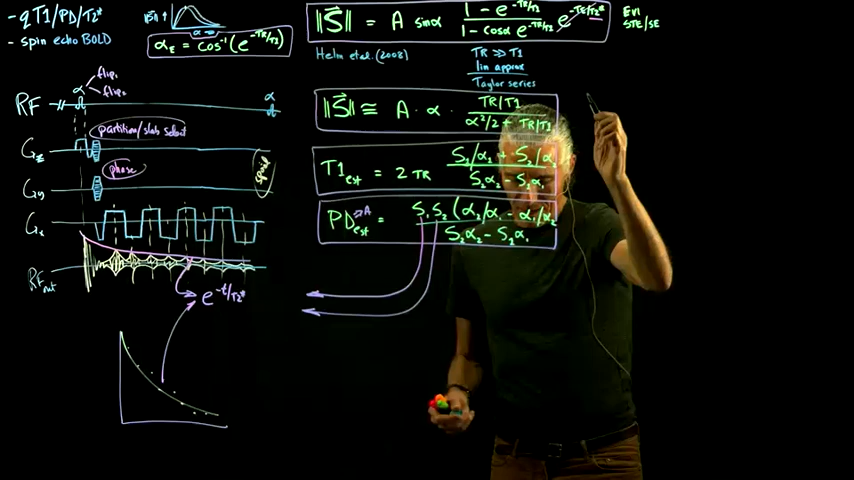 - qT1/PD/T2*
- spin echo BOLD
||S⃗|| ↑
α →
α_E = cos⁻¹(e^-TR/T1)
||S⃗|| = A sinα (1 - e^-TR/T1)/(1 - cosα e^-TR/T1) e^-TE/T2*
STE/SE
Helm et al. (2008)
TR ≫ T1
lin approx
Taylor series
flip₁
flip₂
RF
α
α
||S⃗|| ≅ A · α · (TR/T1)/(α²/2 + TR/T1)
G_z
partition/slab select
T1_est = 2 TR (S₂/α₂ - S₁/α₁)/(S₂α₂ - S₁α₁)
phase
spoil
G_y
G_x
PD_est = S₁S₂(α₂/α₁ - α₁/α₂)/(S₂α₂ - S₂α₁)
→A
RF_out
e^-t/T2*